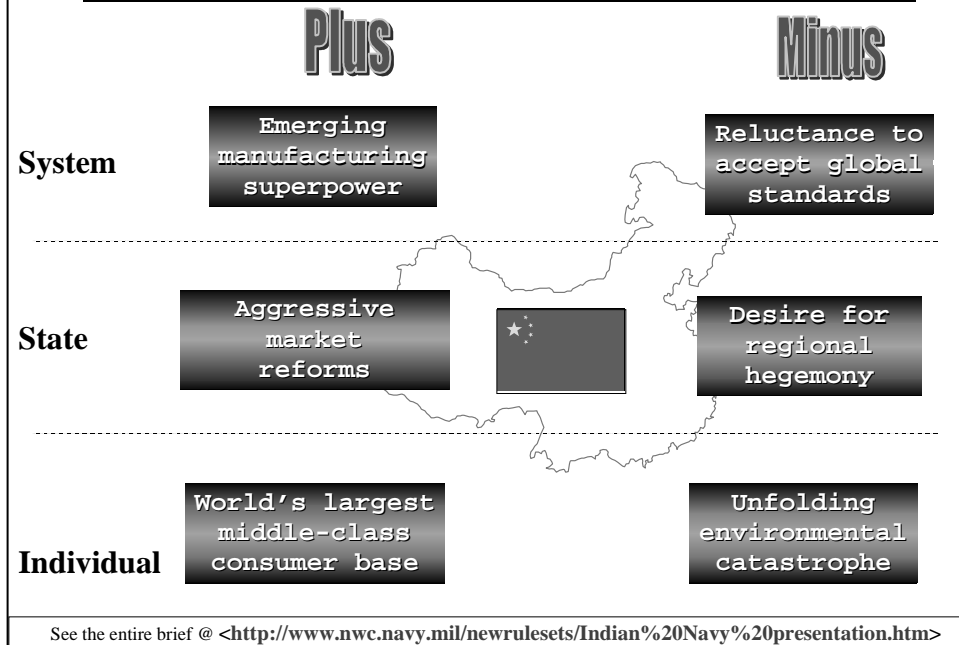 Plus
Minus
System
Emerging
manufacturing
superpower
Reluctance to
accept global
standards
State
Aggressive
market
reforms
Desire for
regional
hegemony
Individual
World's largest
middle-class
consumer base
Unfolding
environmental
catastrophe
See the entire brief @ <http://www.nwc.navy.mil/newrulesets/Indian%20Navy%20presentation.htm>